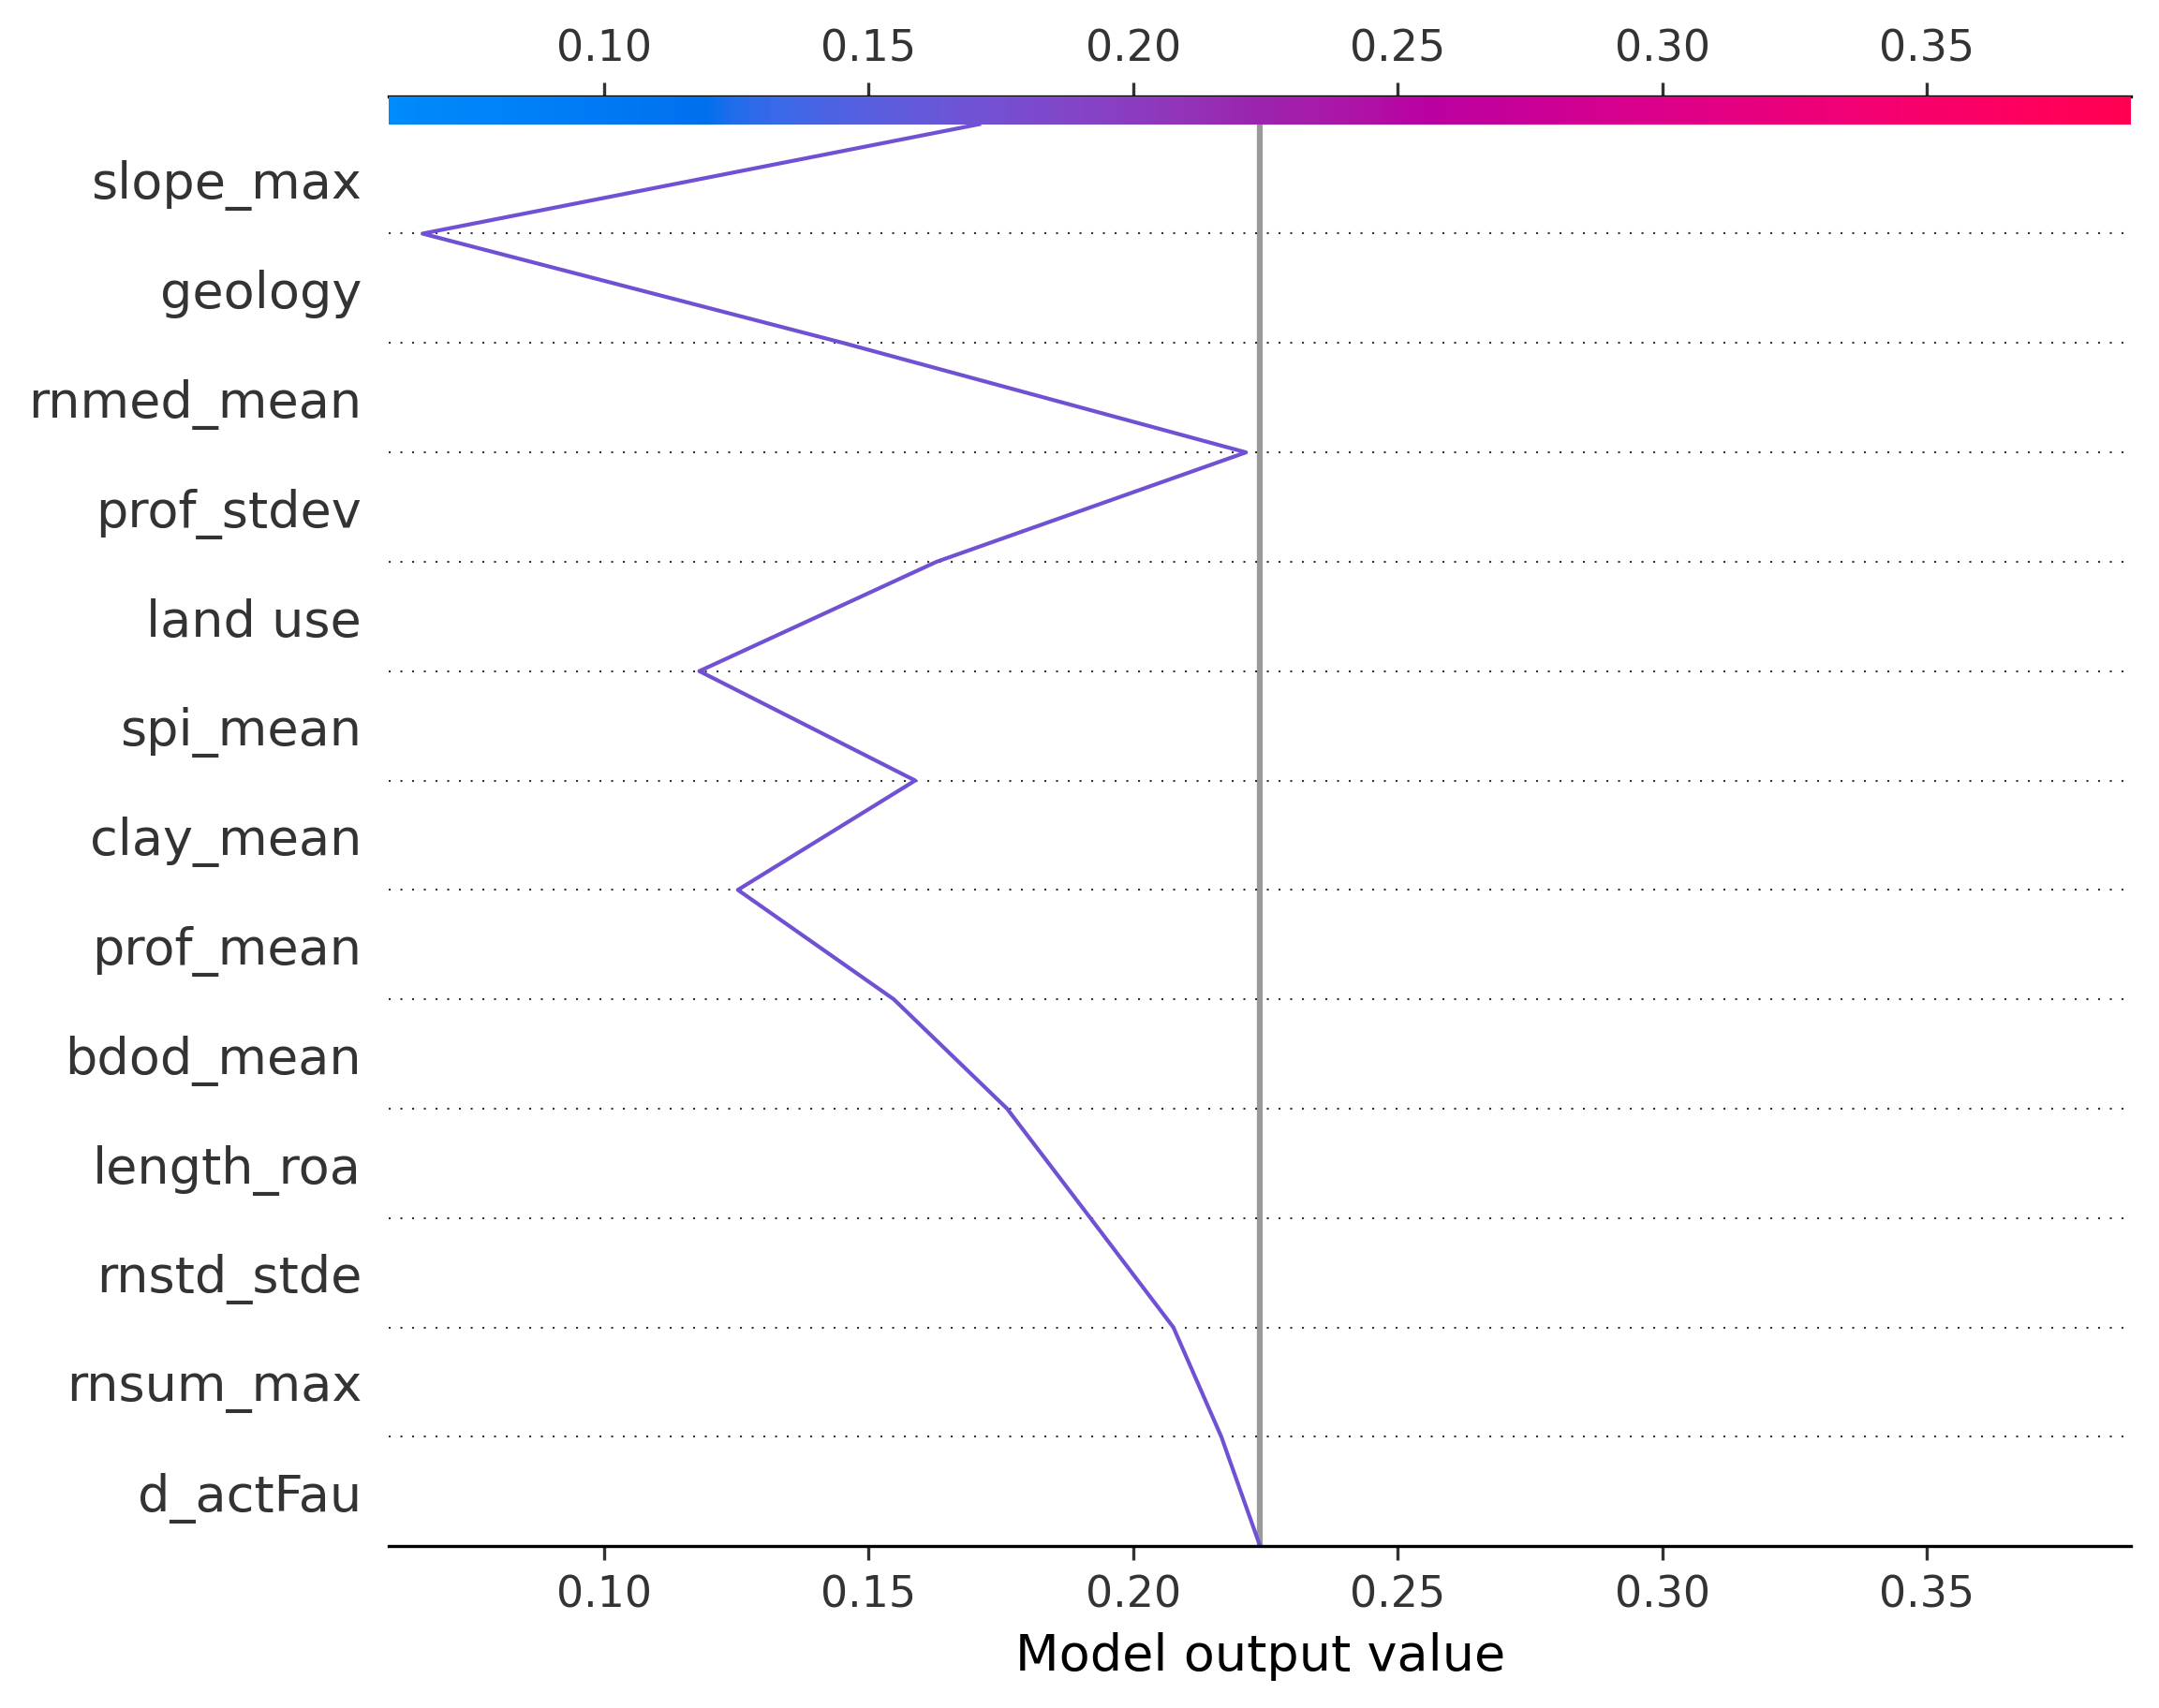 0.10 0.15 0.20 0.25 0.30 0.35
slope_max
geology
rnmed_mean
prof_stdev
land use
spi_mean
clay_mean
prof_mean
bdod_mean
length_roa
rnstd_stde
rnsum_max
d_actFau
0.10 0.15 0.20 0.25 0.30 0.35
Model output value